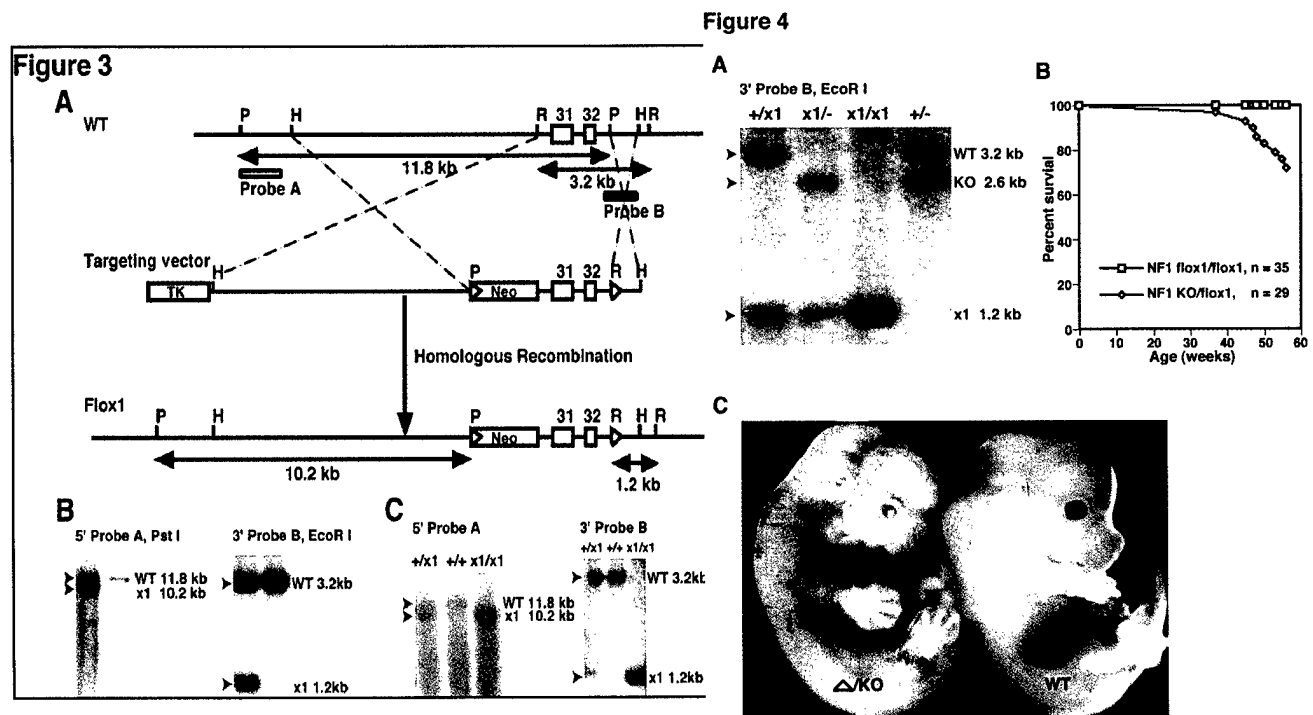 Figure 4
Figure 3
A
WT
P H R 31 32 P H R
11.8 kb
3.2 kb
Probe A
Probe B
Targeting vector
H P 31 32 R H
TK
Neo
Homologous Recombination
Flox1
P H P 31 32 R H R
Neo
10.2 kb
1.2 kb
B
5' Probe A, Pst I
WT 11.8 kb
x1 10.2 kb
3' Probe B, EcoR I
WT 3.2kb
x1 1.2kb
C
5' Probe A
+/x1 +/+ x1/x1
WT 11.8 kb
x1 10.2 kb
3' Probe B
+/x1 +/+ x1/x1
WT 3.2kb
x1 1.2kb
A
3' Probe B, EcoR I
+/x1 x1/- x1/x1 +/-
WT 3.2 kb
KO 2.6 kb
x1 1.2 kb
B
Percent survial
100
80
60
40
20
0
NF1 flox1/flox1, n = 35
NF1 KO/flox1, n = 29
0 10 20 30 40 50 60
Age (weeks)
C
△/KO
WT